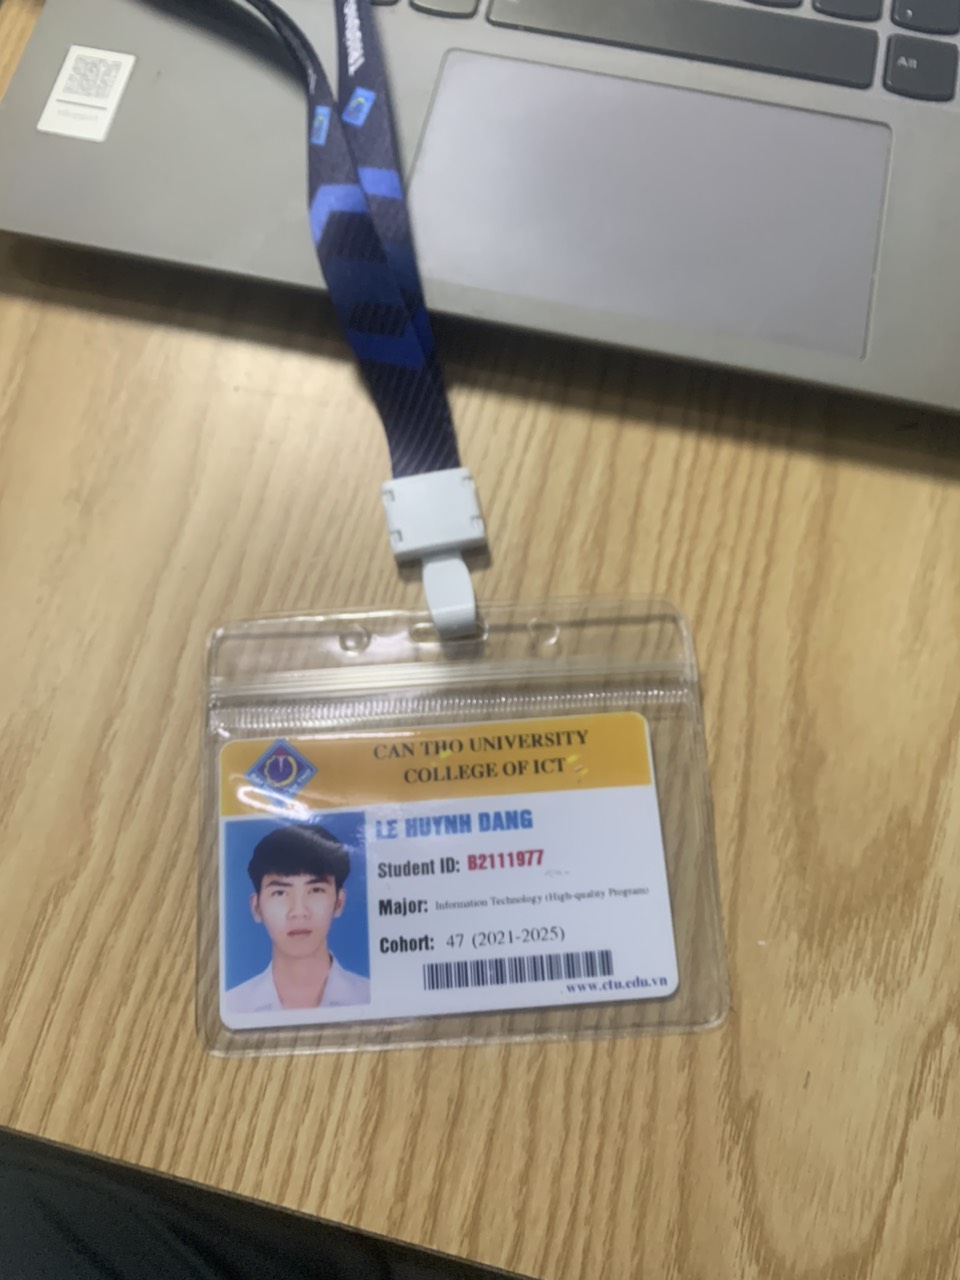 Alt
CAN THO UNIVERSITY
COLLEGE OF ICT
LE HUYNH DANG
Student ID: B2111977
Major: Information Technology (High-quality Program)
Cohort: 47 (2021-2025)
www.ctu.edu.vn